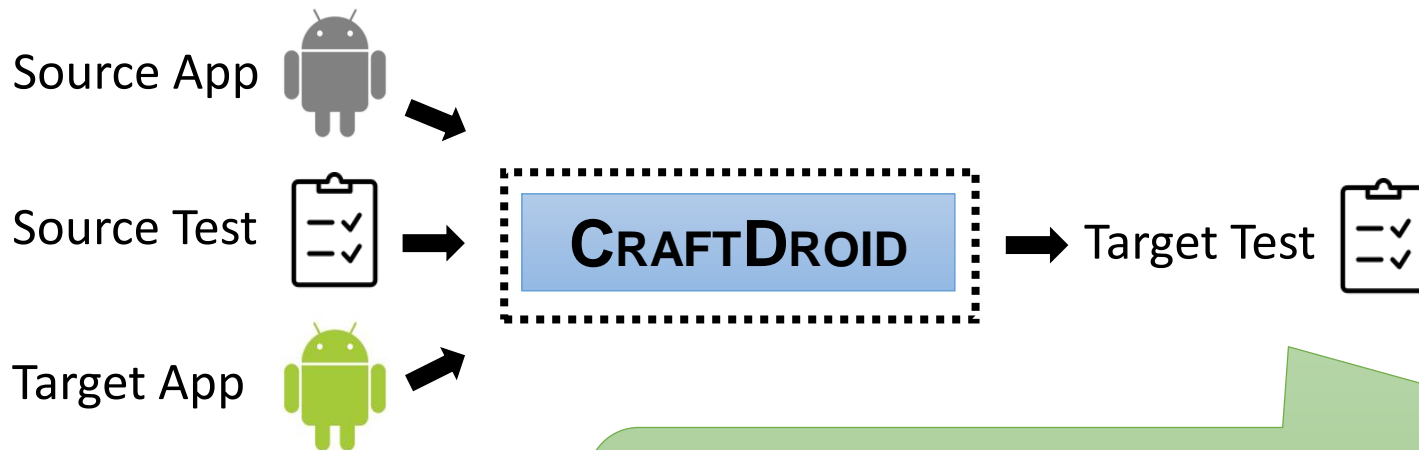 Source App
Source Test
Target App
CRAFTDROID
Target Test